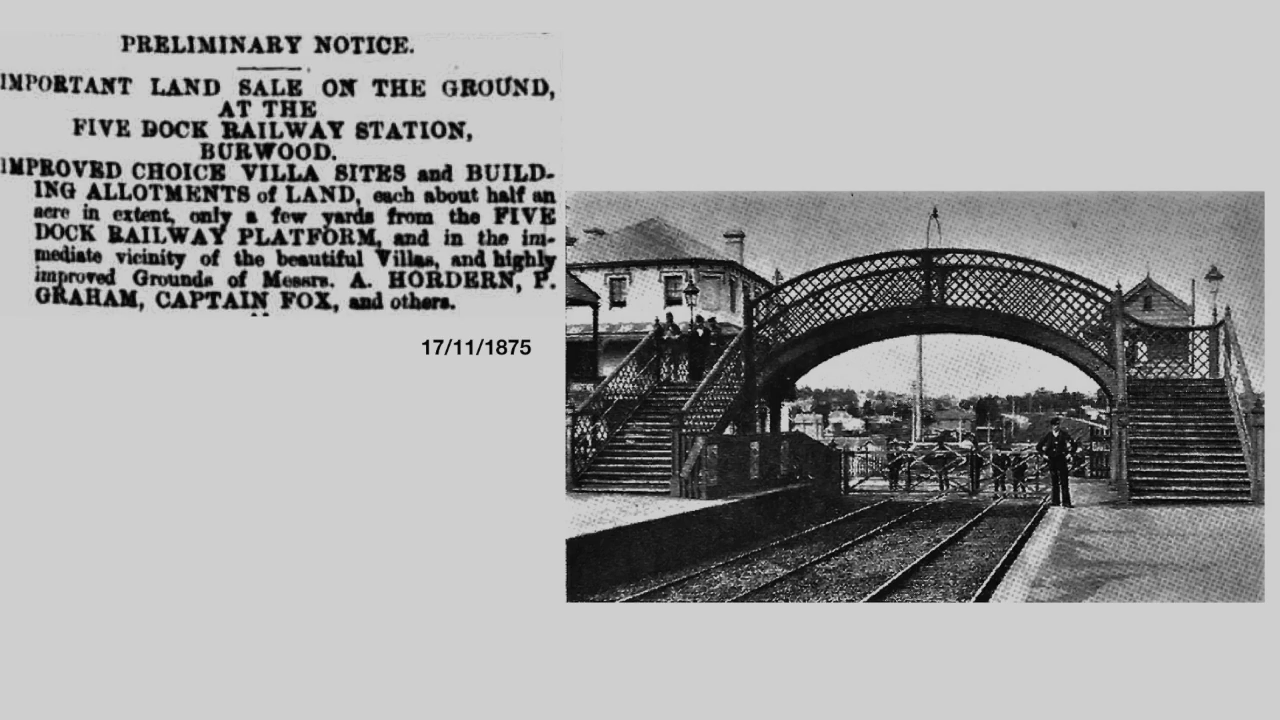 PRELIMINARY NOTICE.
IMPORTANT LAND SALE ON THE GROUND,
AT THE
FIVE DOCK RAILWAY STATION,
BURWOOD.
IMPROVED CHOICE VILLA SITES and BUILD-
ING ALLOTMENTS of LAND, each about half an
acre in extent, only a few yards from the FIVE
DOCK RAILWAY PLATFORM, and in the im-
mediate vicinity of the beautiful Villas, and highly
improved Grounds of Messrs. A. HORDERN, P.
GRAHAM, CAPTAIN FOX, and others.
17/11/1875